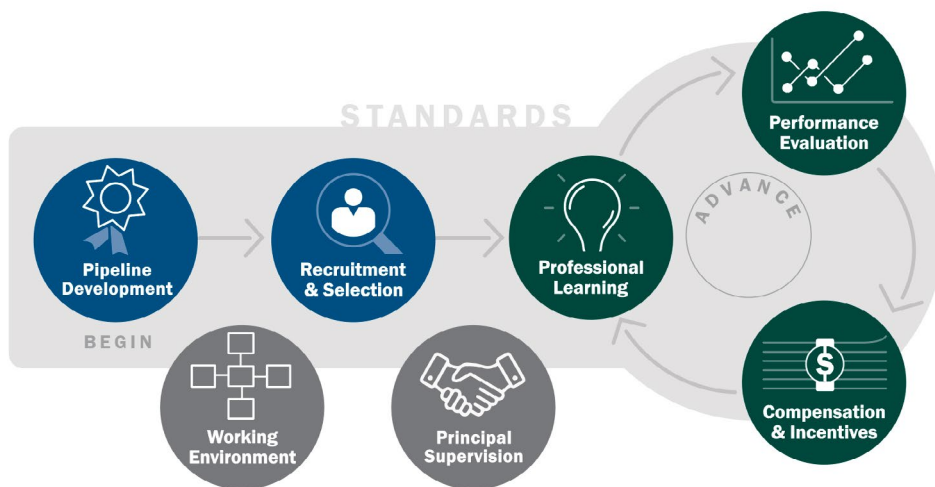 STANDARDS
Performance
Evaluation
ADVANCE
Pipeline
Development
Recruitment
& Selection
Professional
Learning
BEGIN
Working
Environment
Principal
Supervision
$
Compensation
& Incentives